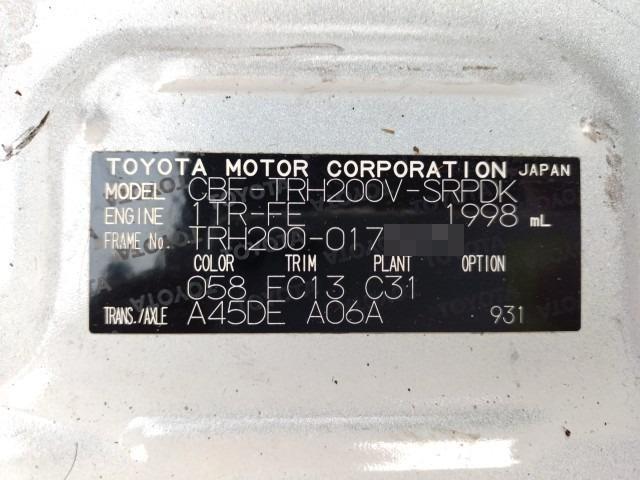 TOYOTA MOTOR CORPORATION JAPAN
MODEL CBF-TRH200V-SRPDK
ENGINE 1TR-FE 1998 mL
FRAME No. TRH200-017
COLOR TRIM PLANT OPTION
058 FC13 C31
TRANS./AXLE A45DE A06A 931